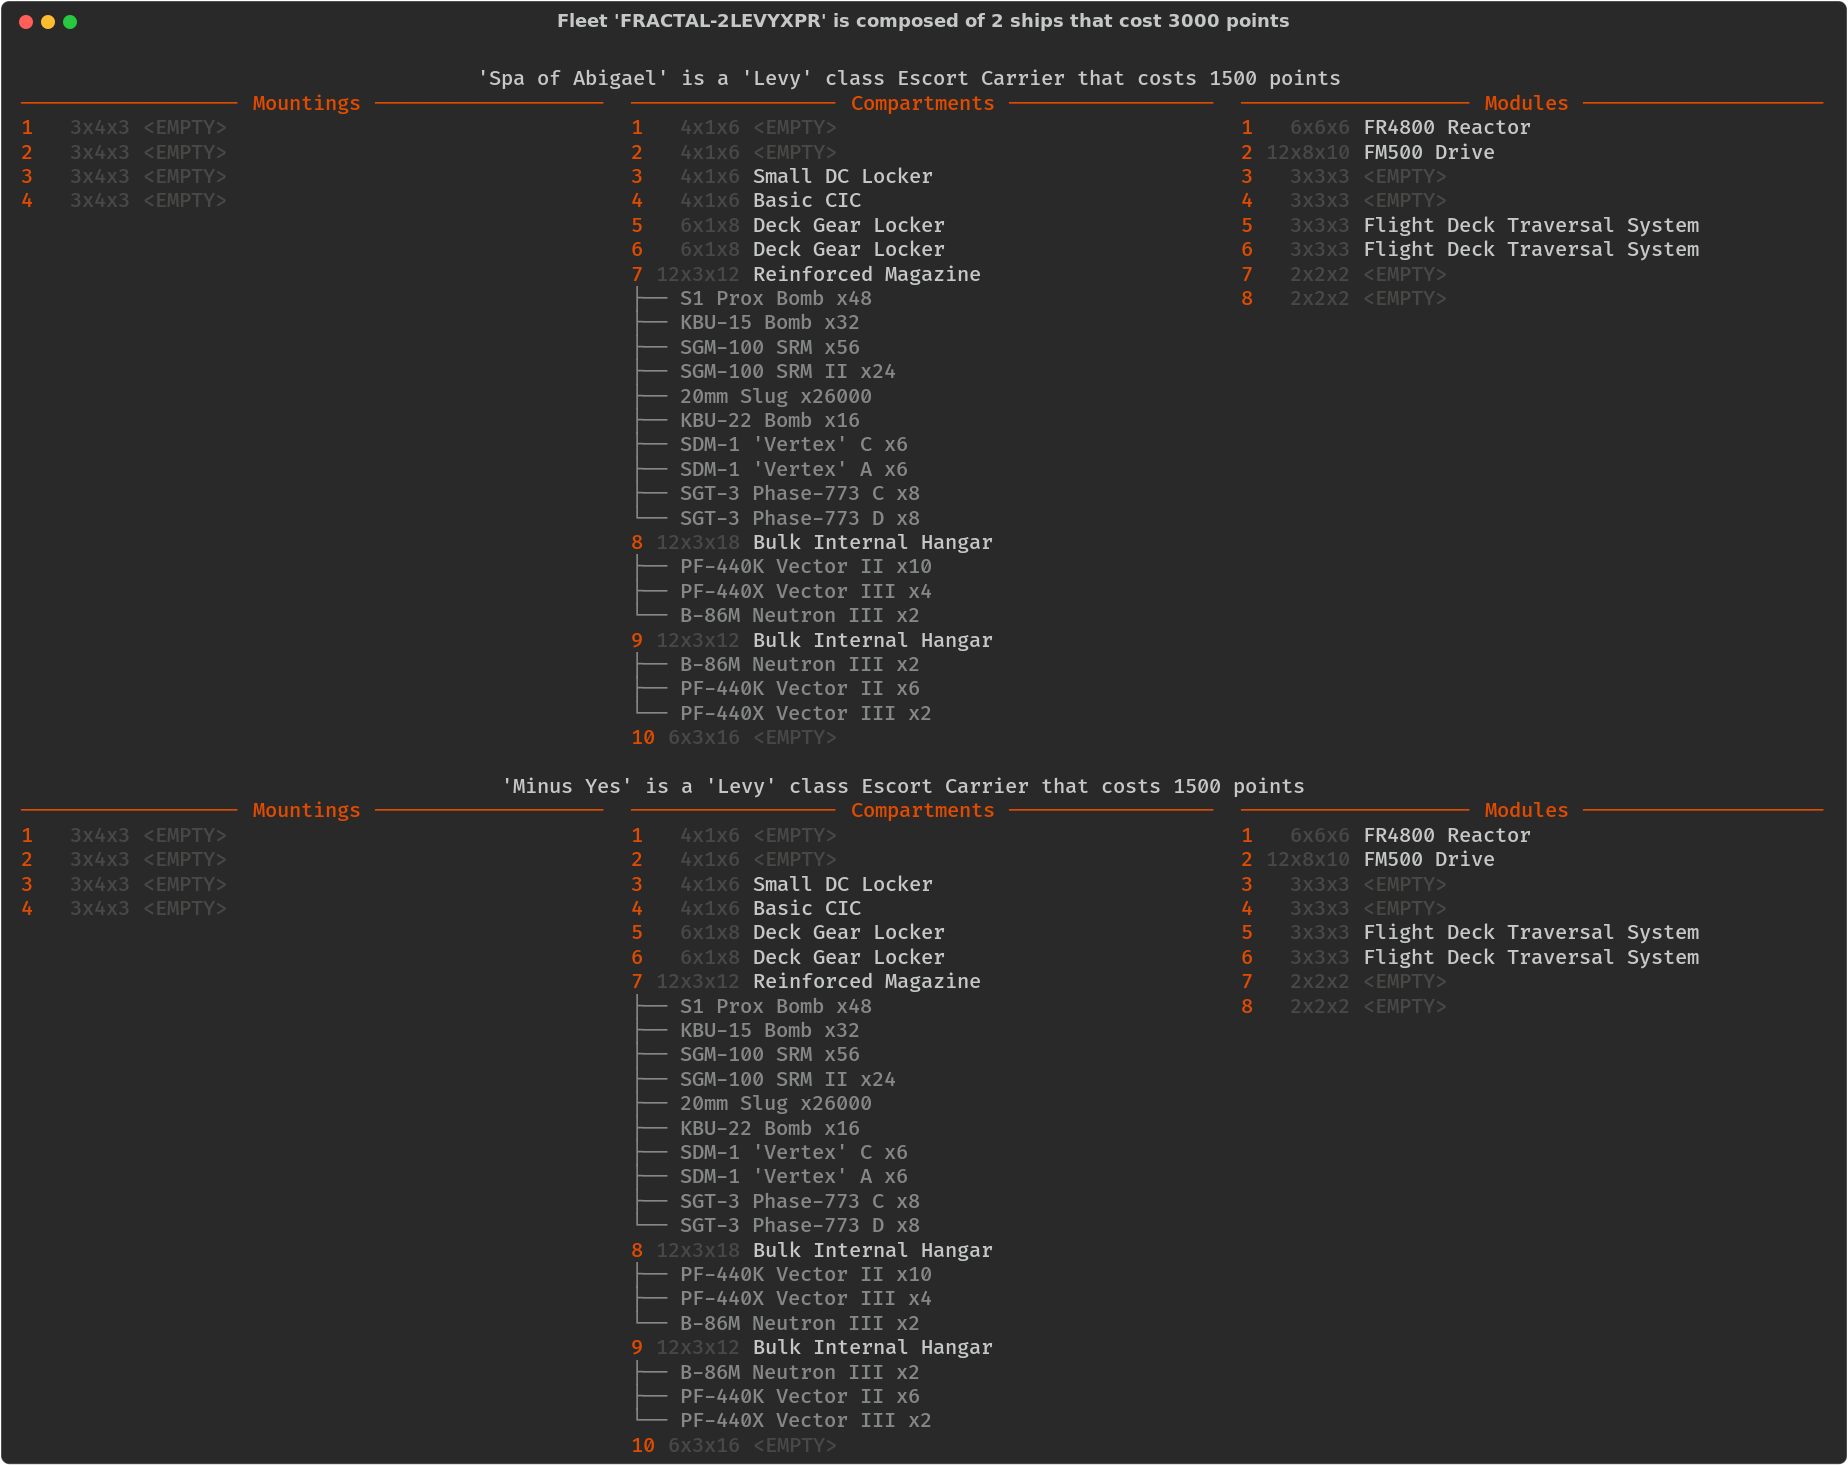 Fleet 'FRACTAL-2LEVYXPR' is composed of 2 ships that cost 3000 points
'Spa of Abigael' is a 'Levy' class Escort Carrier that costs 1500 points
Mountings
1 3x4x3 <EMPTY>
2 3x4x3 <EMPTY>
3 3x4x3 <EMPTY>
4 3x4x3 <EMPTY>
Compartments
1 4x1x6 <EMPTY>
2 4x1x6 <EMPTY>
3 4x1x6 Small DC Locker
4 4x1x6 Basic CIC
5 6x1x8 Deck Gear Locker
6 6x1x8 Deck Gear Locker
7 12x3x12 Reinforced Magazine
S1 Prox Bomb x48
KBU-15 Bomb x32
SGM-100 SRM x56
SGM-100 SRM II x24
20mm Slug x26000
KBU-22 Bomb x16
SDM-1 'Vertex' C x6
SDM-1 'Vertex' A x6
SGT-3 Phase-773 C x8
SGT-3 Phase-773 D x8
8 12x3x18 Bulk Internal Hangar
PF-440K Vector II x10
PF-440X Vector III x4
B-86M Neutron III x2
9 12x3x12 Bulk Internal Hangar
B-86M Neutron III x2
PF-440K Vector II x6
PF-440X Vector III x2
10 6x3x16 <EMPTY>
Modules
1 6x6x6 FR4800 Reactor
2 12x8x10 FM500 Drive
3 3x3x3 <EMPTY>
4 3x3x3 <EMPTY>
5 3x3x3 Flight Deck Traversal System
6 3x3x3 Flight Deck Traversal System
7 2x2x2 <EMPTY>
8 2x2x2 <EMPTY>
'Minus Yes' is a 'Levy' class Escort Carrier that costs 1500 points
Mountings
1 3x4x3 <EMPTY>
2 3x4x3 <EMPTY>
3 3x4x3 <EMPTY>
4 3x4x3 <EMPTY>
Compartments
1 4x1x6 <EMPTY>
2 4x1x6 <EMPTY>
3 4x1x6 Small DC Locker
4 4x1x6 Basic CIC
5 6x1x8 Deck Gear Locker
6 6x1x8 Deck Gear Locker
7 12x3x12 Reinforced Magazine
S1 Prox Bomb x48
KBU-15 Bomb x32
SGM-100 SRM x56
SGM-100 SRM II x24
20mm Slug x26000
KBU-22 Bomb x16
SDM-1 'Vertex' C x6
SDM-1 'Vertex' A x6
SGT-3 Phase-773 C x8
SGT-3 Phase-773 D x8
8 12x3x18 Bulk Internal Hangar
PF-440K Vector II x10
PF-440X Vector III x4
B-86M Neutron III x2
9 12x3x12 Bulk Internal Hangar
B-86M Neutron III x2
PF-440K Vector II x6
PF-440X Vector III x2
10 6x3x16 <EMPTY>
Modules
1 6x6x6 FR4800 Reactor
2 12x8x10 FM500 Drive
3 3x3x3 <EMPTY>
4 3x3x3 <EMPTY>
5 3x3x3 Flight Deck Traversal System
6 3x3x3 Flight Deck Traversal System
7 2x2x2 <EMPTY>
8 2x2x2 <EMPTY>